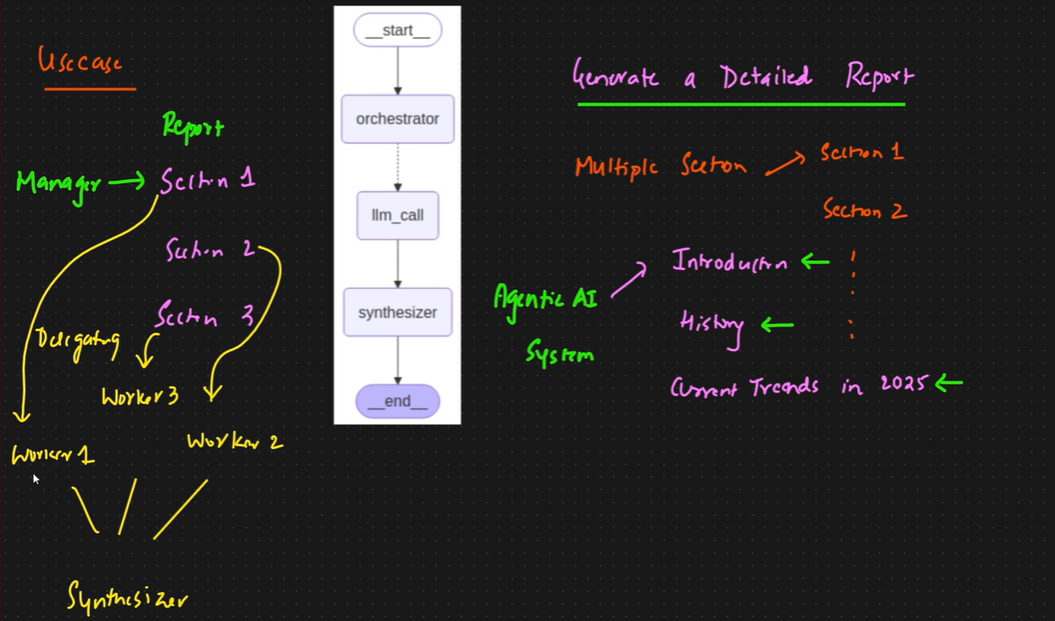 Usecase
Report
Manager → Section 1
Section 2
Section 3
Delegating
Worker 3
Worker 2
Worker 1
Synthesizer
__start__
orchestrator
llm_call
synthesizer
__end__
Generate a Detailed Report
Multiple Section
Section 1
Section 2
Agentic AI
System
Introduction
History
Current Trends in 2025